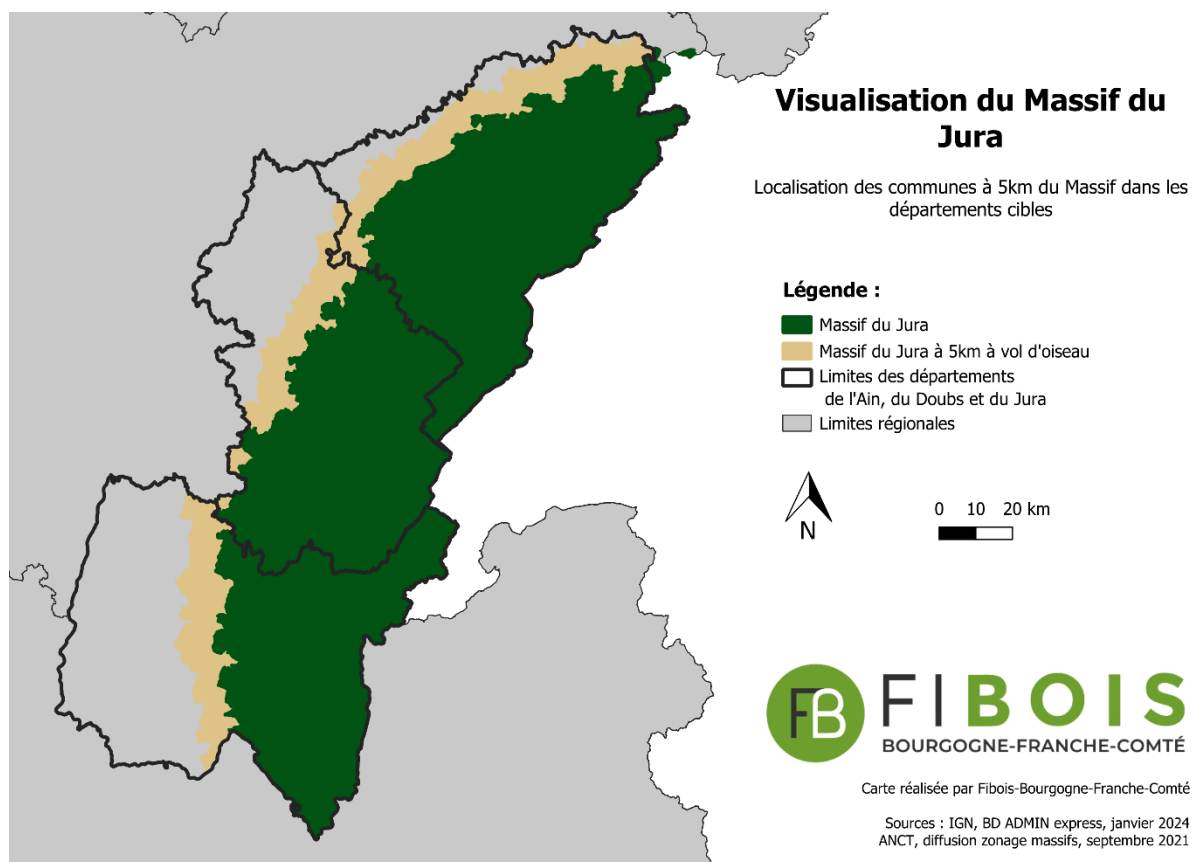 Visualisation du Massif du
Jura
Localisation des communes à 5km du Massif dans les
départements cibles
Légende :
Massif du Jura
Massif du Jura à 5km à vol d'oiseau
Limites des départements
de l'Ain, du Doubs et du Jura
Limites régionales
N
0 10 20 km
FB FIBOIS
BOURGOGNE-FRANCHE-COMTÉ
Carte réalisée par Fibois-Bourgogne-Franche-Comté
Sources : IGN, BD ADMIN express, janvier 2024
ANCT, diffusion zonage massifs, septembre 2021